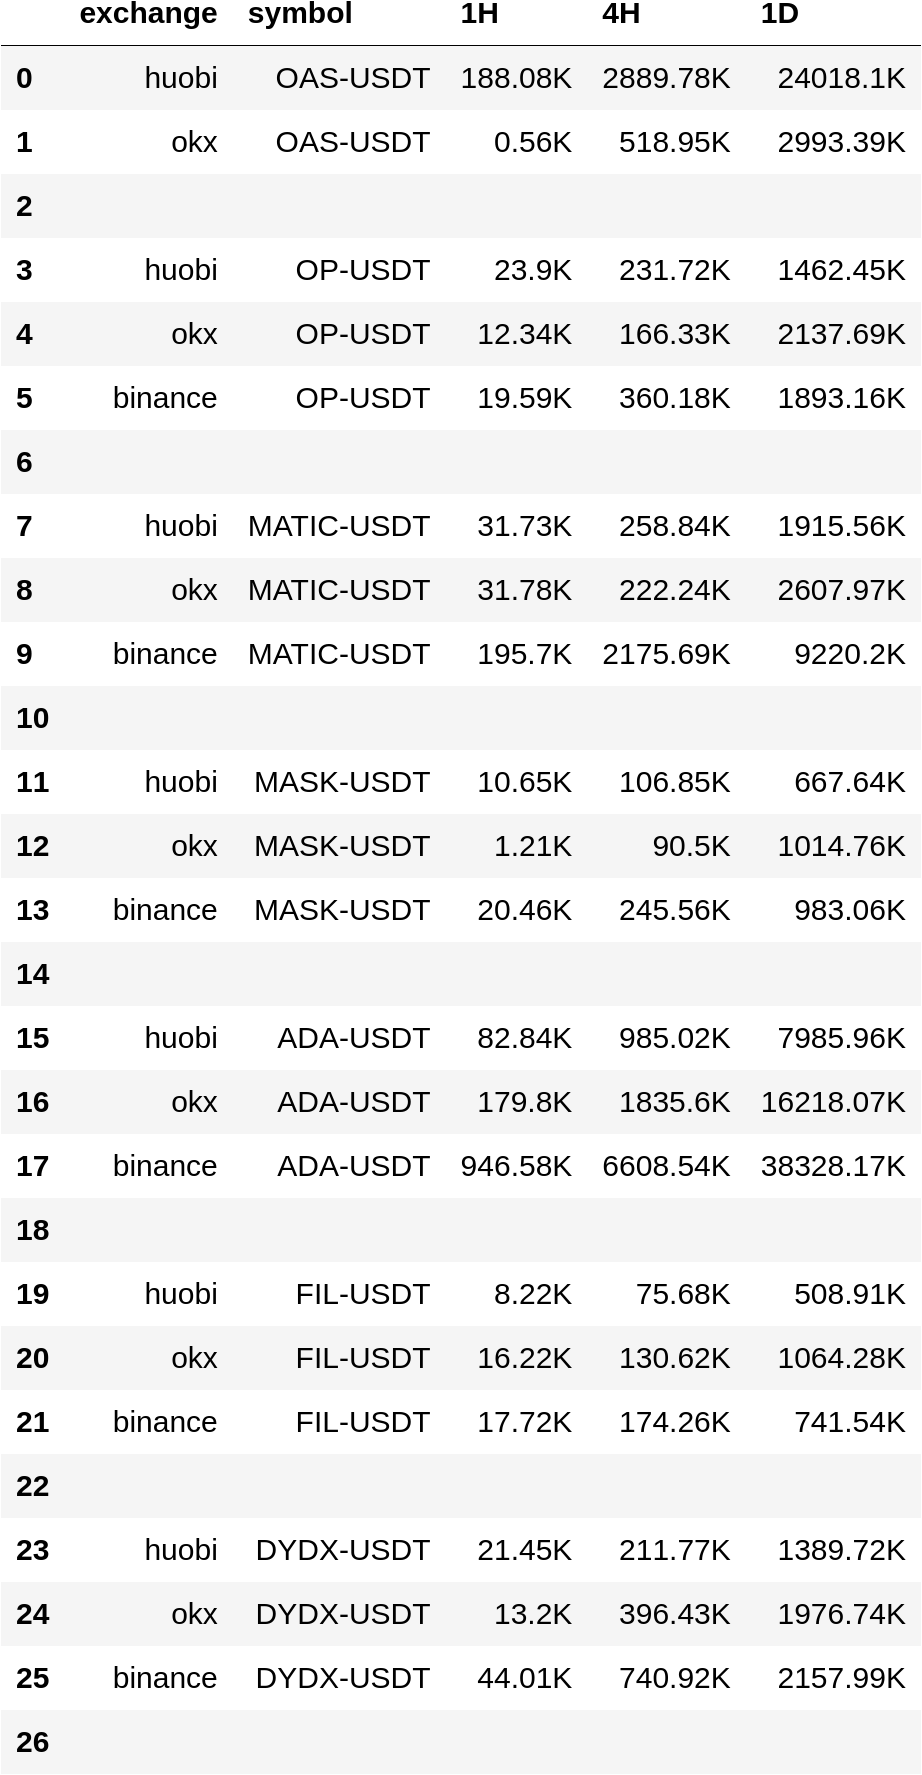 exchange symbol 1H 4H 1D
0 huobi OAS-USDT 188.08K 2889.78K 24018.1K
1 okx OAS-USDT 0.56K 518.95K 2993.39K
2
3 huobi OP-USDT 23.9K 231.72K 1462.45K
4 okx OP-USDT 12.34K 166.33K 2137.69K
5 binance OP-USDT 19.59K 360.18K 1893.16K
6
7 huobi MATIC-USDT 31.73K 258.84K 1915.56K
8 okx MATIC-USDT 31.78K 222.24K 2607.97K
9 binance MATIC-USDT 195.7K 2175.69K 9220.2K
10
11 huobi MASK-USDT 10.65K 106.85K 667.64K
12 okx MASK-USDT 1.21K 90.5K 1014.76K
13 binance MASK-USDT 20.46K 245.56K 983.06K
14
15 huobi ADA-USDT 82.84K 985.02K 7985.96K
16 okx ADA-USDT 179.8K 1835.6K 16218.07K
17 binance ADA-USDT 946.58K 6608.54K 38328.17K
18
19 huobi FIL-USDT 8.22K 75.68K 508.91K
20 okx FIL-USDT 16.22K 130.62K 1064.28K
21 binance FIL-USDT 17.72K 174.26K 741.54K
22
23 huobi DYDX-USDT 21.45K 211.77K 1389.72K
24 okx DYDX-USDT 13.2K 396.43K 1976.74K
25 binance DYDX-USDT 44.01K 740.92K 2157.99K
26